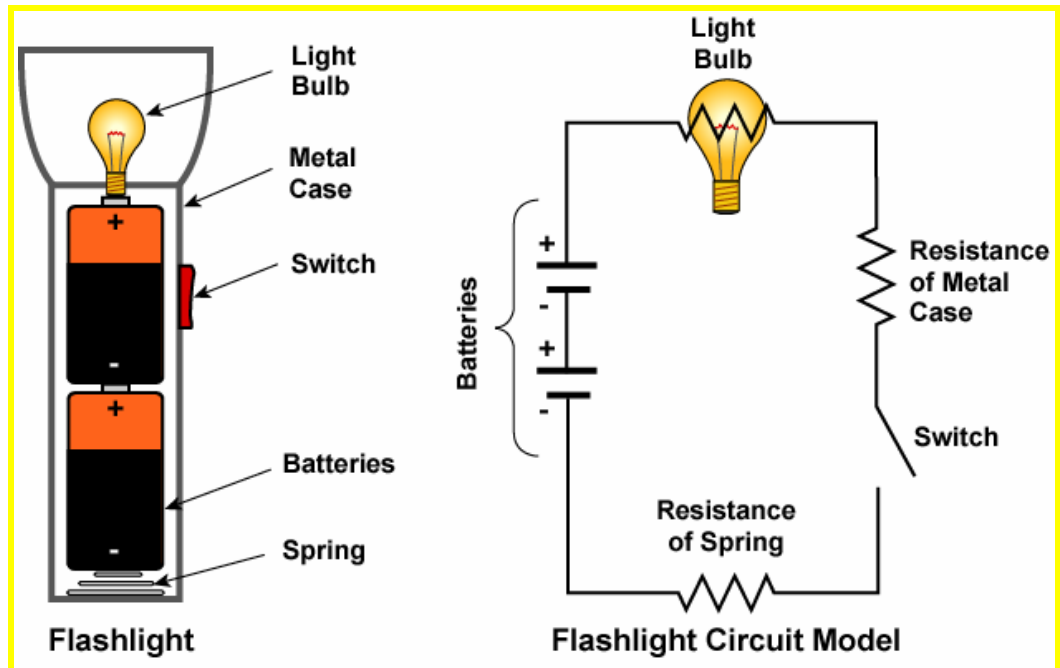 Light
Bulb
Metal
Case
Switch
Batteries
Spring
+
-
+
-
Flashlight
Light
Bulb
Batteries
+
-
+
-
Resistance
of Metal
Case
Switch
Resistance
of Spring
Flashlight Circuit Model